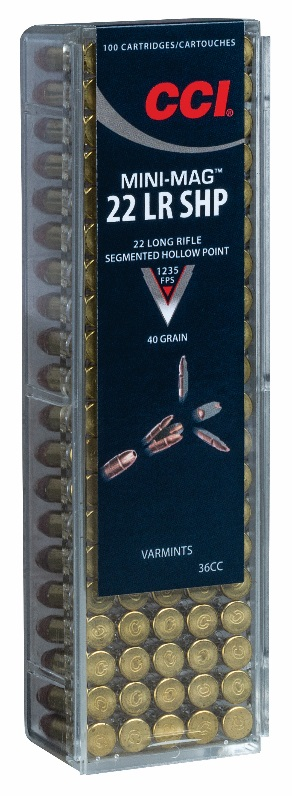 100 CARTRIDGES/CARTOUCHES
CCI®
MINI-MAG™
22 LR SHP
22 LONG RIFLE
SEGMENTED HOLLOW POINT
1235
FPS
40 GRAIN
VARMINTS
36CC